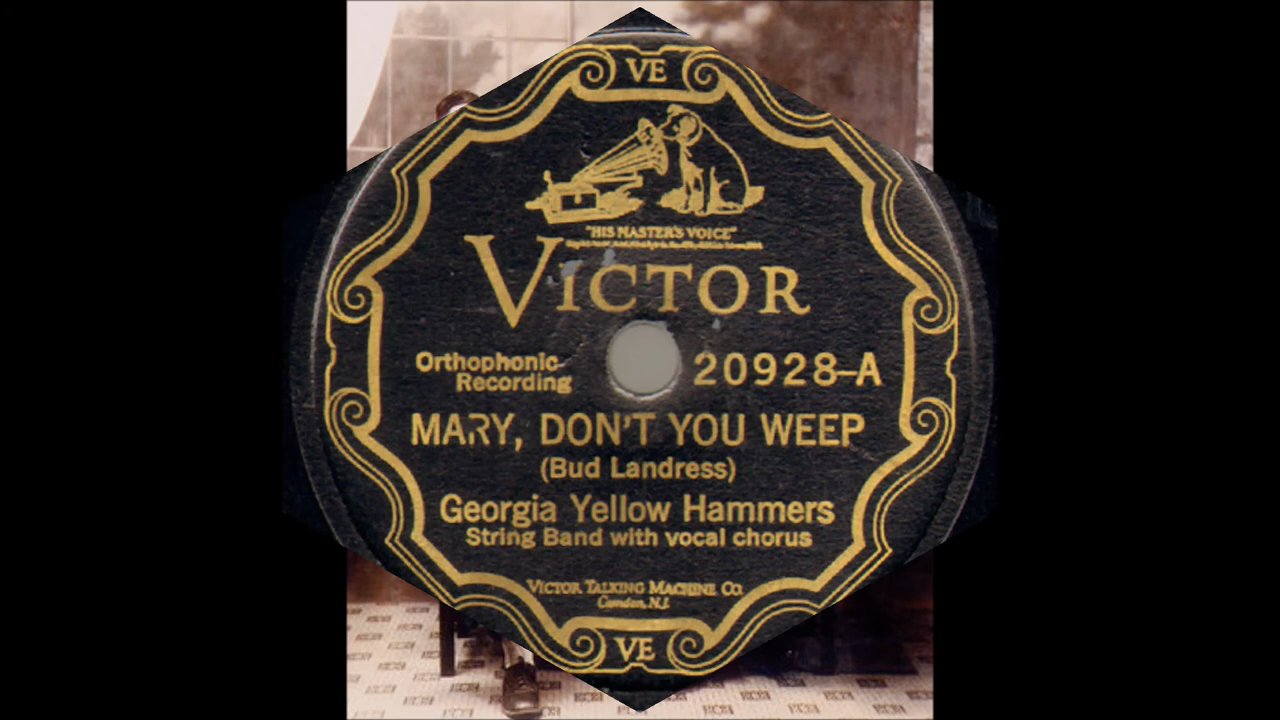 VE
"HIS MASTER'S VOICE"
VICTOR
Orthophonic
Recording
20928-A
MARY, DON'T YOU WEEP
(Bud Landress)
Georgia Yellow Hammers
String Band with vocal chorus
VICTOR TALKING MACHINE CO.
Camden, N.J.
VE